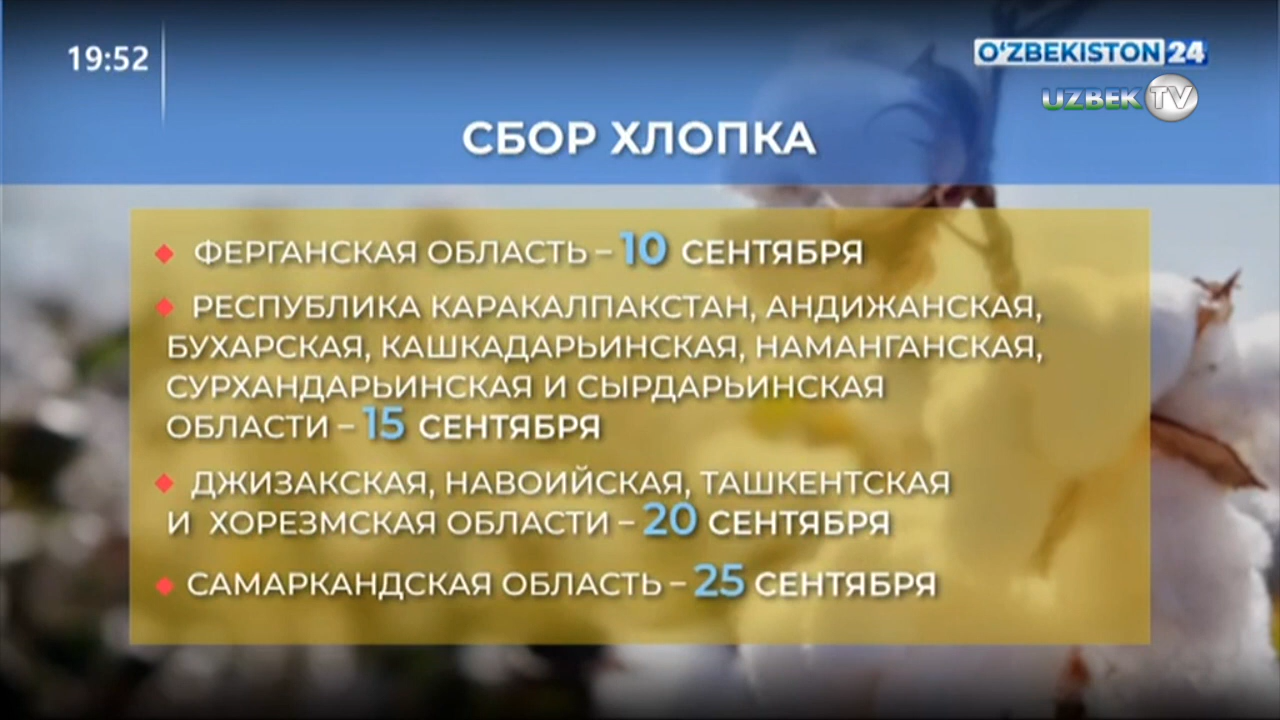 19:52
O‘ZBEKISTON 24
UZBEK TV
СБОР ХЛОПКА
ФЕРГАНСКАЯ ОБЛАСТЬ – 10 СЕНТЯБРЯ
РЕСПУБЛИКА КАРАКАЛПАКСТАН, АНДИЖАНСКАЯ,
БУХАРСКАЯ, КАШКАДАРЬИНСКАЯ, НАМАНГАНСКАЯ,
СУРХАНДАРЬИНСКАЯ И СЫРДАРЬИНСКАЯ
ОБЛАСТИ – 15 СЕНТЯБРЯ
ДЖИЗАКСКАЯ, НАВОИЙСКАЯ, ТАШКЕНТСКАЯ
И ХОРЕЗМСКАЯ ОБЛАСТИ – 20 СЕНТЯБРЯ
САМАРКАНДСКАЯ ОБЛАСТЬ – 25 СЕНТЯБРЯ